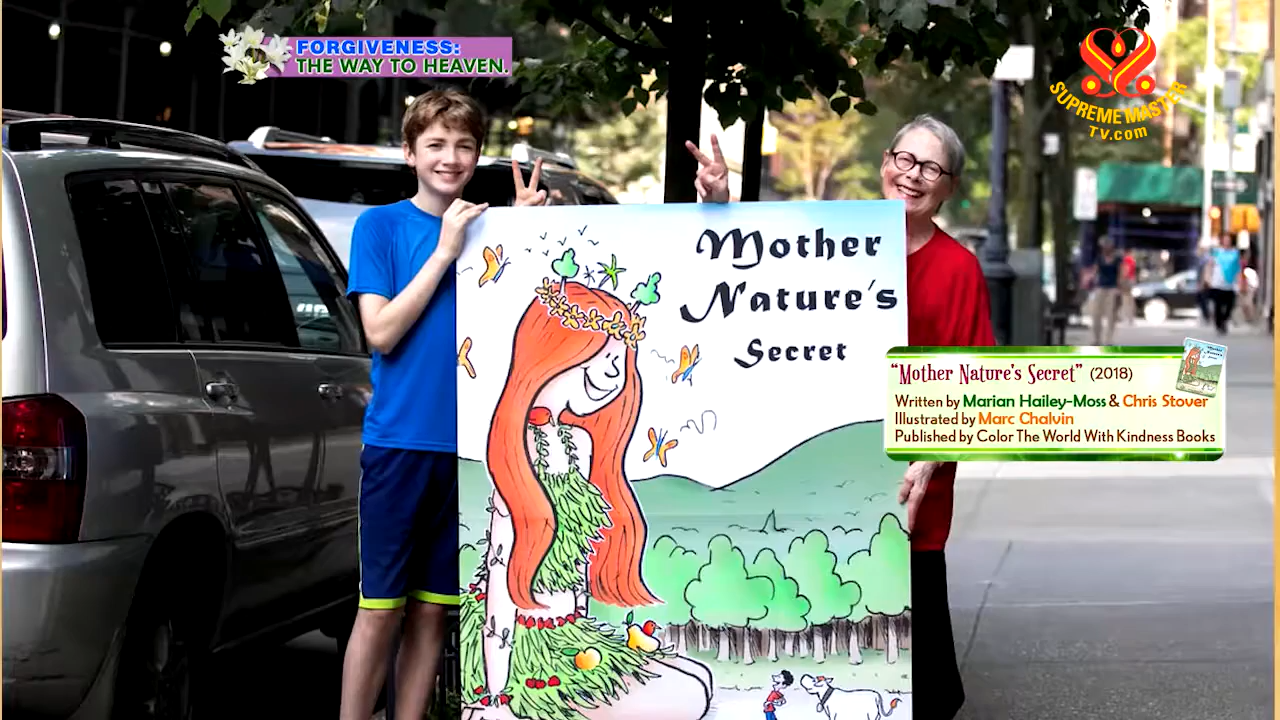 FORGIVENESS:
THE WAY TO HEAVEN.
SUPREME MASTER
TV.com
Mother
Nature's
Secret
"Mother Nature's Secret" (2018)
Written by Marian Hailey-Moss & Chris Stover
Illustrated by Marc Chalvin
Published by Color The World With Kindness Books